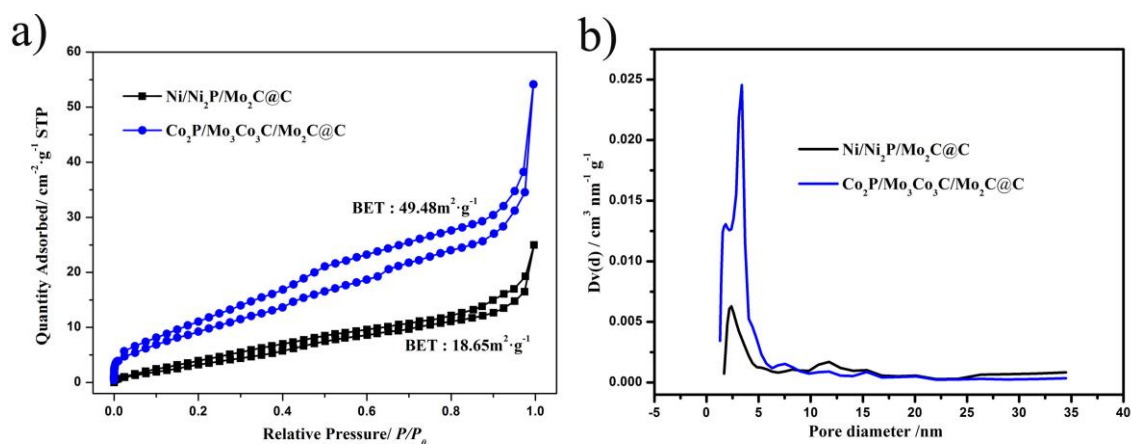 a)
60
50
40
30
20
10
0
Quantity Adsorbed/ cm⁻²·g⁻¹ STP
Ni/Ni₂P/Mo₂C@C
Co₂P/Mo₃Co₃C/Mo₂C@C
BET : 49.48m²·g⁻¹
BET : 18.65m²·g⁻¹
0.0 0.2 0.4 0.6 0.8 1.0
Relative Pressure/ P/P₀
b)
0.025
0.020
0.015
0.010
0.005
0.000
Dv(d) / cm³ nm⁻¹ g⁻¹
Ni/Ni₂P/Mo₂C@C
Co₂P/Mo₃Co₃C/Mo₂C@C
-5 0 5 10 15 20 25 30 35 40
Pore diameter /nm